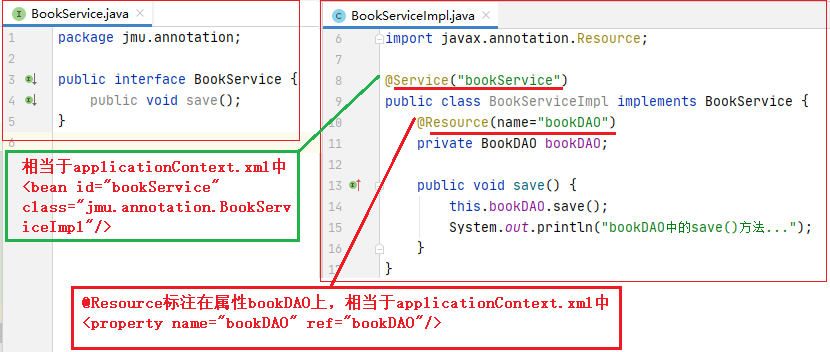 BookService.java
1 package jmu.annotation;
2
3 public interface BookService {
4 public void save();
5 }
6
相当于applicationContext.xml中
<bean id="bookService"
class="jmu.annotation.BookServ
iceImpl"/>
BookServiceImpl.java
6 import javax.annotation.Resource;
7
8 @Service("bookService")
9 public class BookServiceImpl implements BookService {
10 @Resource(name="bookDAO")
11 private BookDAO bookDAO;
12
13 public void save() {
14 this.bookDAO.save();
15 System.out.println("bookDAO中的save()方法...");
16 }
17 }
@Resource标注在属性bookDAO上，相当于applicationContext.xml中
<property name="bookDAO" ref="bookDAO"/>